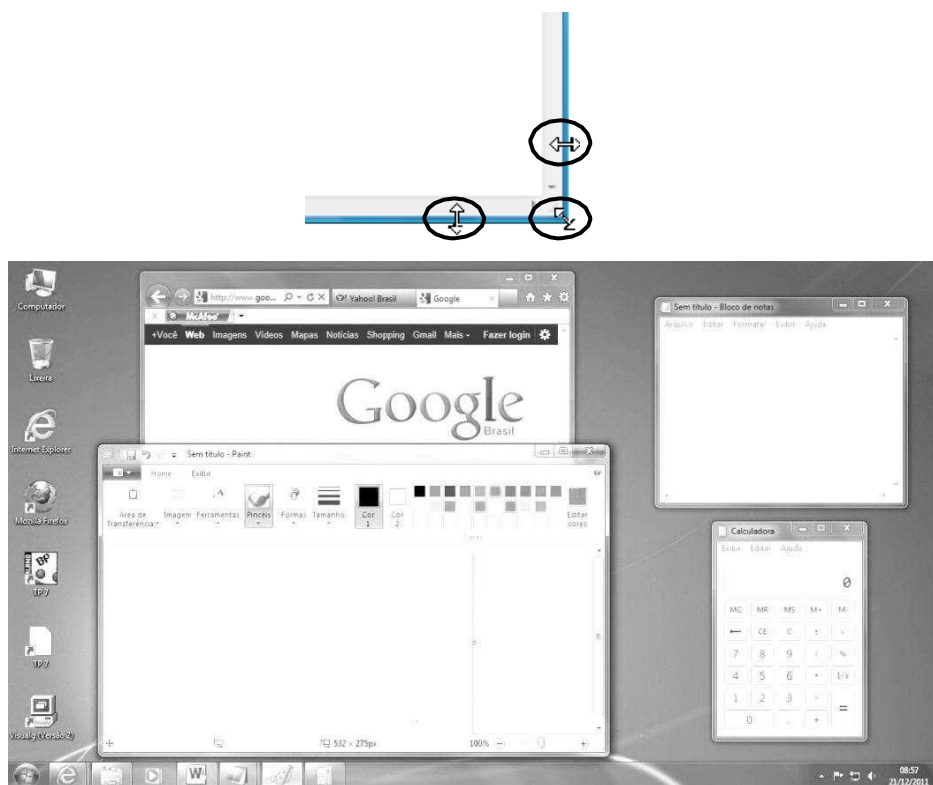 Computador
Lixeira
Internet Explorer
Mozilla Firefox
TP 7
TP 7
Visualg (Versão 2)
http://www.goo...
Yahoo! Brasil
Google
McAfee
+Você Web Imagens Vídeos Mapas Notícias Shopping Gmail Mais Fazer login
Google
Brasil
Sem título - Paint
Home Exibir
Área de Transferência
Imagem
Ferramentas
Pincéis
Formas
Tamanho
Cor 1
Cor 2
Editar cores
Cores
532 × 275px
100%
Sem título - Bloco de notas
Arquivo Editar Formatar Exibir Ajuda
Calculadora
Exibir Editar Ajuda
0
MC MR MS M+ M-
CE C ±
7 8 9 / %
4 5 6 * 1/x
1 2 3 - =
0 , +
08:57
21/12/2011